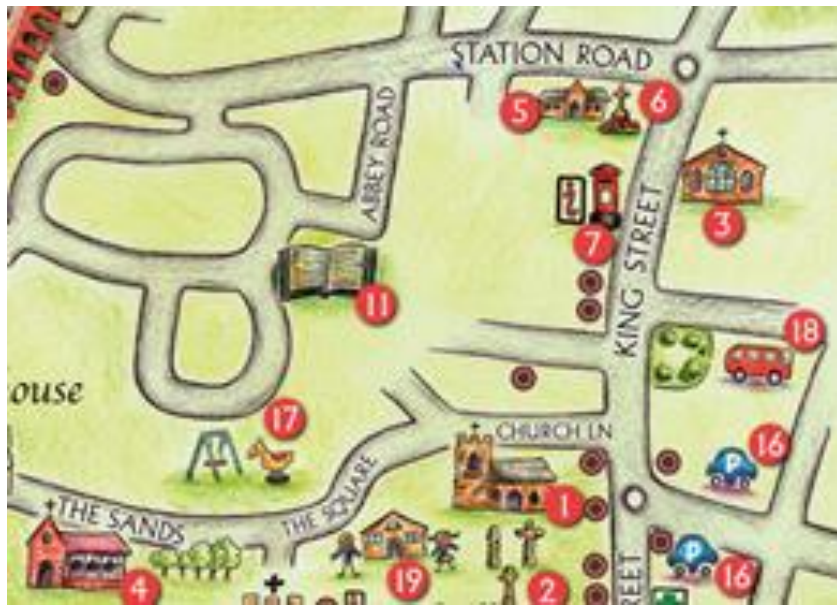 STATION ROAD
5
6
ABBEY ROAD
3
7
KING STREET
11
18
ouse
17
CHURCH LN
16
THE SQUARE
1
THE SANDS
P
P
19
16
4
2
REET